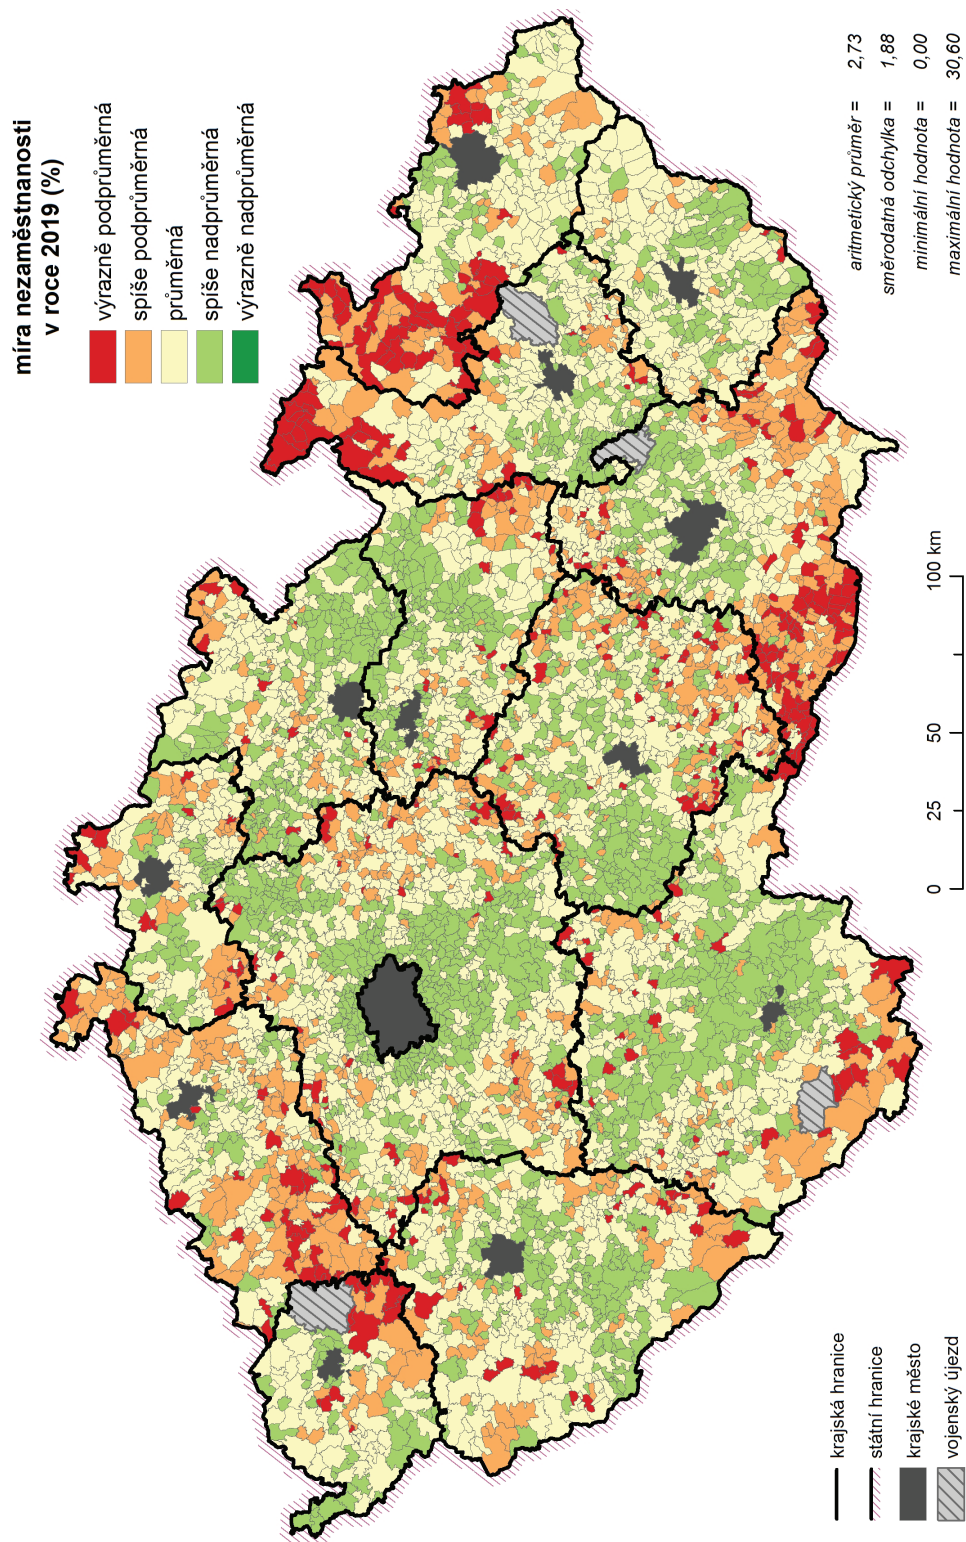 míra nezaměstnanosti
v roce 2019 (%)
výrazně podprůměrná
spíše podprůměrná
průměrná
spíše nadprůměrná
výrazně nadprůměrná
aritmetický průměr = 2,73
směrodatná odchylka = 1,88
minimální hodnota = 0,00
maximální hodnota = 30,60
krajská hranice
státní hranice
krajské město
vojenský újezd
0 25 50 100 km